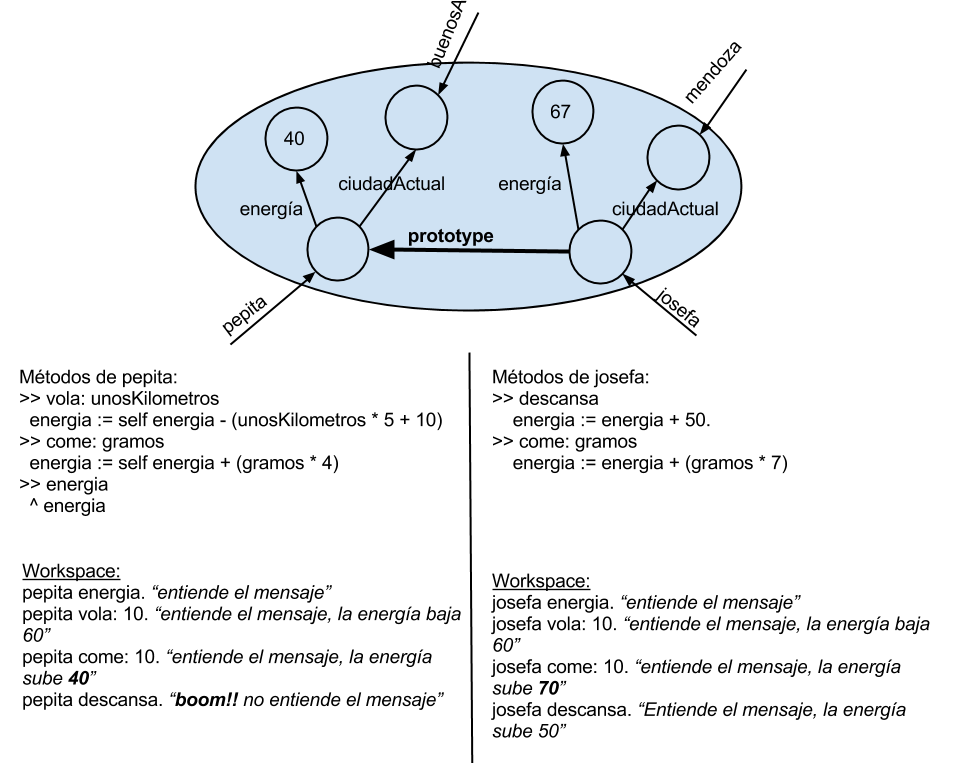 buenosA
mendoza
40
67
ciudadActual
energía
energía
ciudadActual
prototype
pepita
josefa
Métodos de pepita:
>> vola: unosKilometros
energia := self energia - (unosKilometros * 5 + 10)
>> come: gramos
energia := self energia + (gramos * 4)
>> energia
^ energia
Workspace:
pepita energia. “entiende el mensaje”
pepita vola: 10. “entiende el mensaje, la energía baja
60”
pepita come: 10. “entiende el mensaje, la energía
sube 40”
pepita descansa. “boom!! no entiende el mensaje”
Métodos de josefa:
>> descansa
energia := energia + 50.
>> come: gramos
energia := energia + (gramos * 7)
Workspace:
josefa energia. “entiende el mensaje”
josefa vola: 10. “entiende el mensaje, la energía baja
60”
josefa come: 10. “entiende el mensaje, la energía
sube 70”
josefa descansa. “Entiende el mensaje, la energía
sube 50”